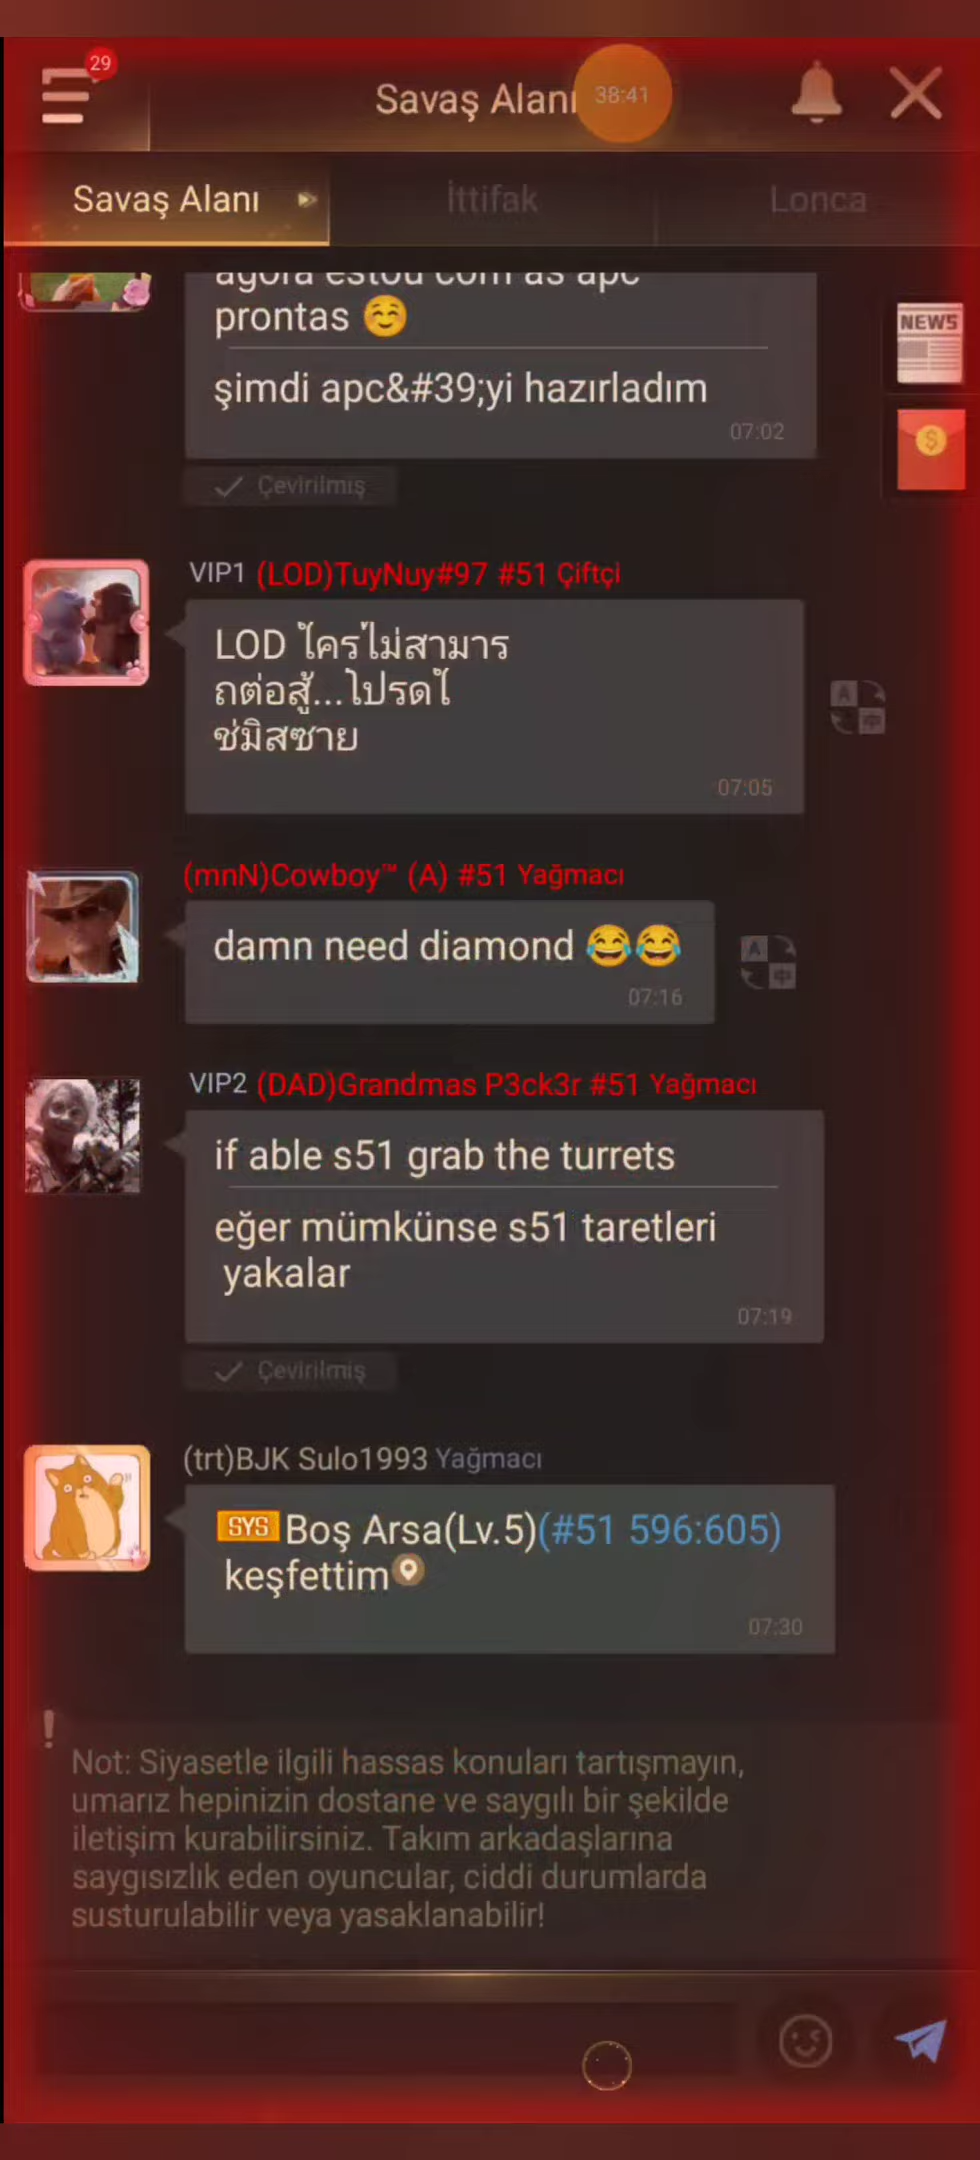 29
Savaş Alanı
38:41
Savaş Alanı
İttifak
Lonca
agora estou com as apc
prontas ☺️
şimdi apc&#39;yi hazırladım
07:02
Çevirilmiş
NEWS
VIP1 (LOD)TuyNuy#97 #51 Çiftçi
LOD ใครไม่สามาร
ถต่อสู้...โปรดใ
ช่มิสซาย
07:05
(mnN)Cowboy™ (A) #51 Yağmacı
damn need diamond 😂😂
07:16
VIP2 (DAD)Grandmas P3ck3r #51 Yağmacı
if able s51 grab the turrets
eğer mümkünse s51 taretleri
yakalar
07:19
Çevirilmiş
(trt)BJK Sulo1993 Yağmacı
SYS Boş Arsa(Lv.5)(#51 596:605)
keşfettim
07:30
Not: Siyasetle ilgili hassas konuları tartışmayın,
umarız hepinizin dostane ve saygılı bir şekilde
iletişim kurabilirsiniz. Takım arkadaşlarına
saygısızlık eden oyuncular, ciddi durumlarda
susturulabilir veya yasaklanabilir!